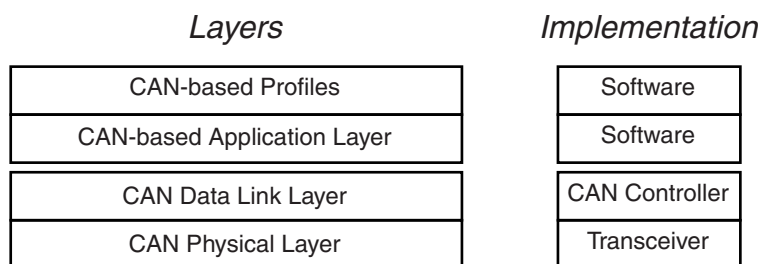 Layers Implementation
CAN-based Profiles Software
CAN-based Application Layer Software
CAN Data Link Layer CAN Controller
CAN Physical Layer Transceiver